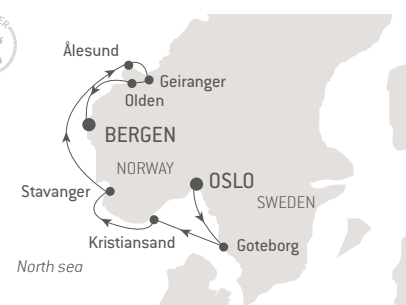 Ålesund
Geiranger
Olden
BERGEN
NORWAY
OSLO
Stavanger
SWEDEN
Kristiansand
Goteborg
North sea